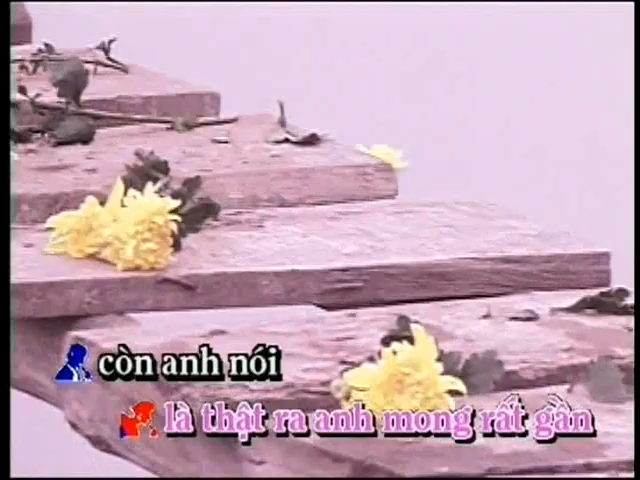 còn anh nói
là thật ra anh mong rất gần